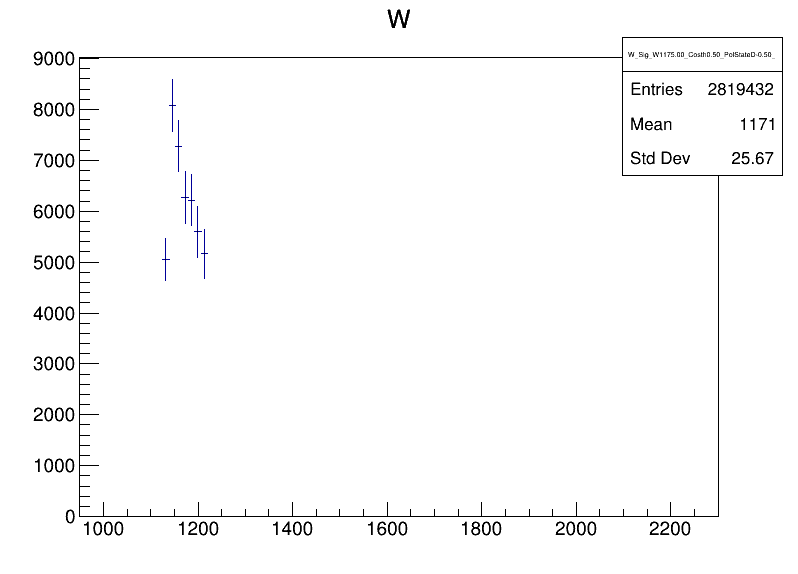 W
W_Sig_W1175.00_Costh0.50_PolStateD-0.50_
Entries 2819432
Mean 1171
Std Dev 25.67
9000
8000
7000
6000
5000
4000
3000
2000
1000
0
1000 1200 1400 1600 1800 2000 2200